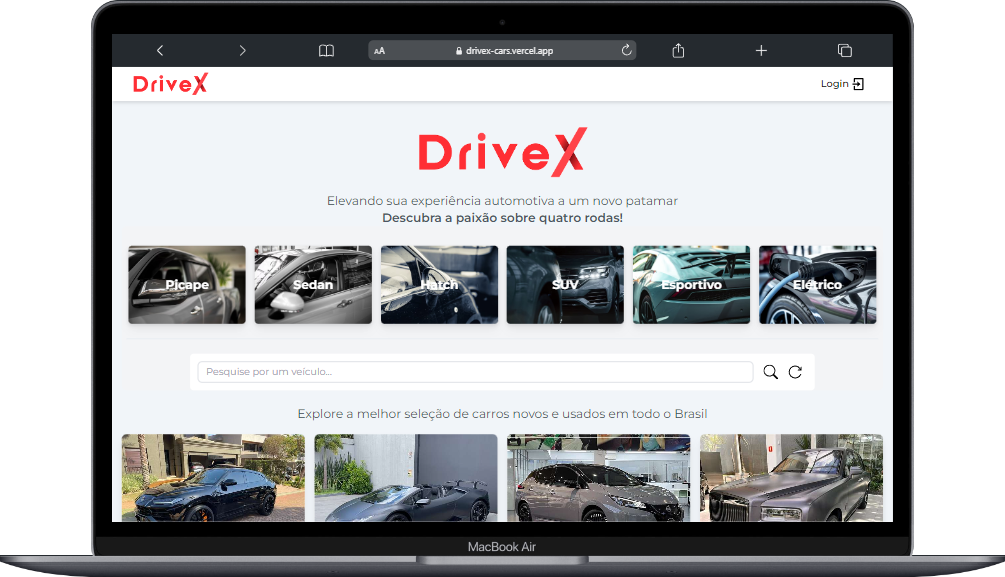 AA
drivex-cars.vercel.app
DriveX
Login
DriveX
Elevando sua experiência automotiva a um novo patamar
Descubra a paixão sobre quatro rodas!
Picape
Sedan
Hatch
SUV
Esportivo
Elétrico
Pesquise por um veículo...
Explore a melhor seleção de carros novos e usados em todo o Brasil
MacBook Air